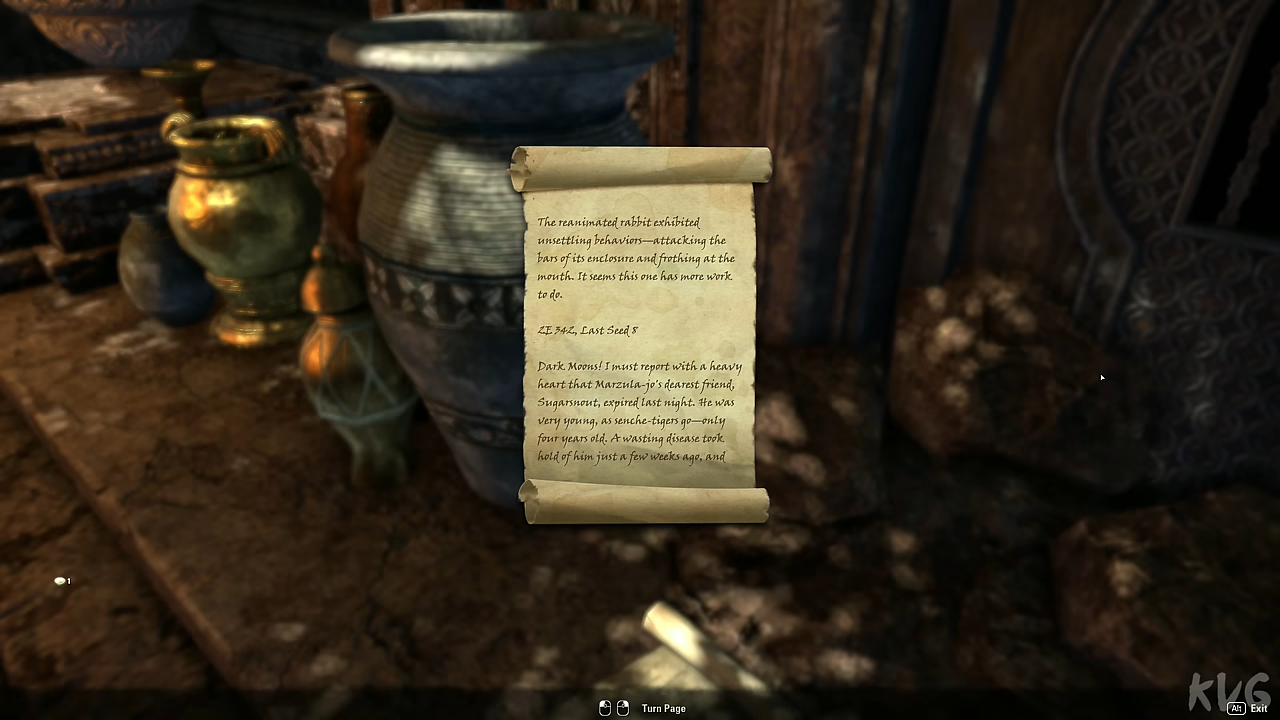 The reanimated rabbit exhibited
unsettling behaviors—attacking the
bars of its enclosure and frothing at the
mouth. It seems this one has more work
to do.
2E 342, Last Seed 8
Dark Moons! I must report with a heavy
heart that Marzula-jo's dearest friend,
Sugarsnout, expired last night. He was
very young, as senche-tigers go—only
four years old. A wasting disease took
hold of him just a few weeks ago, and
1
Turn Page
KVG
Alt Exit